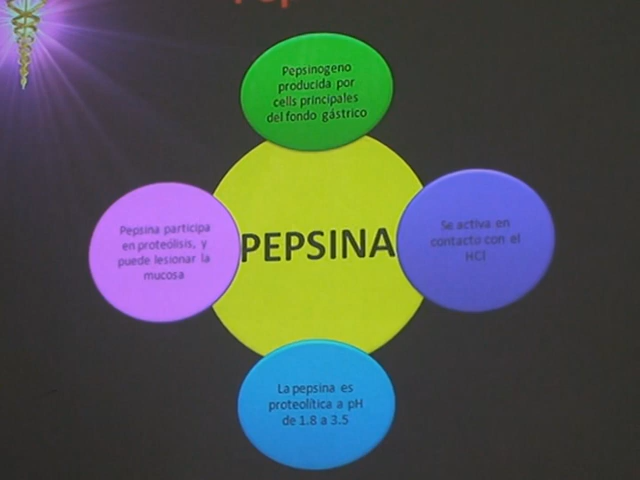 Pepsinogeno
producida por
cells principales
del fondo gástrico
Pepsina participa
en proteólisis, y
puede lesionar la
mucosa
PEPSINA
Se activa en
contacto con el
HCl
La pepsina es
proteolítica a pH
de 1.8 a 3.5